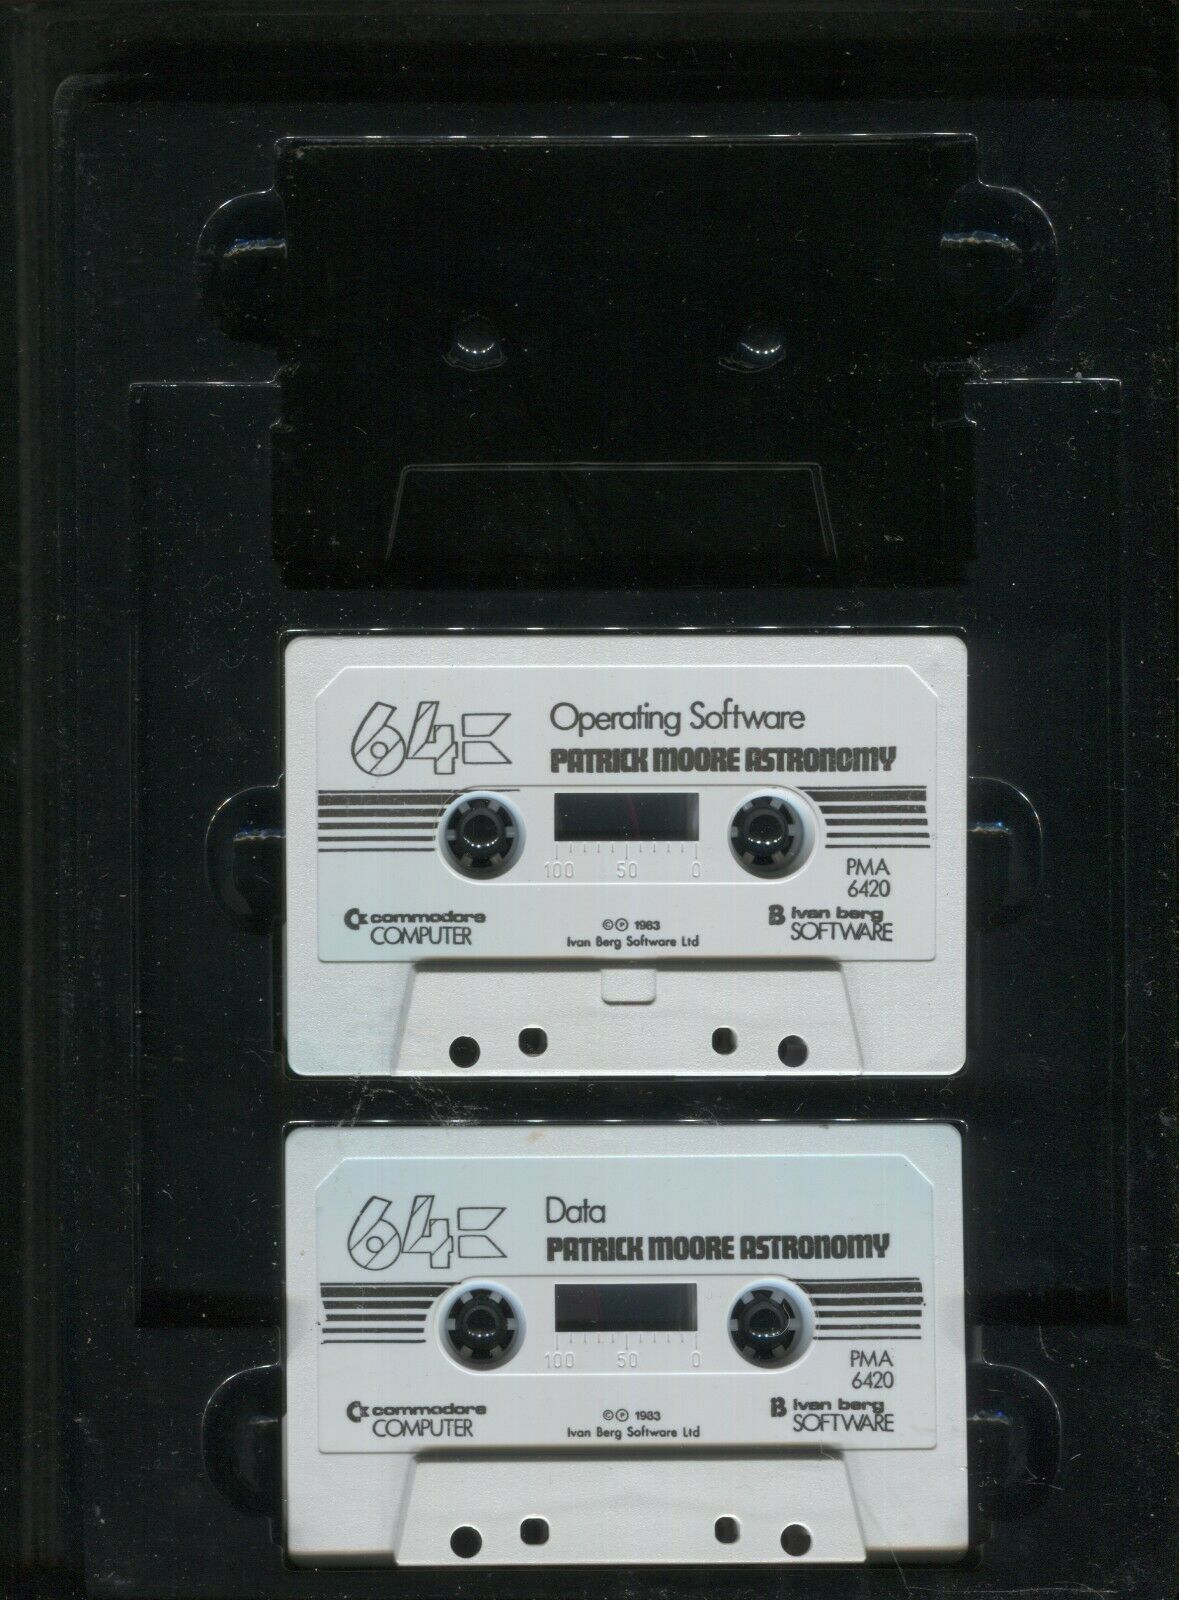 64
Operating Software
PATRICK MOORE ASTRONOMY
100 50 0
PMA
6420
commodore
COMPUTER
© ℗ 1983
Ivan Berg Software Ltd
ivan berg
SOFTWARE
64
Data
PATRICK MOORE ASTRONOMY
100 50 0
PMA
6420
commodore
COMPUTER
© ℗ 1983
Ivan Berg Software Ltd
ivan berg
SOFTWARE